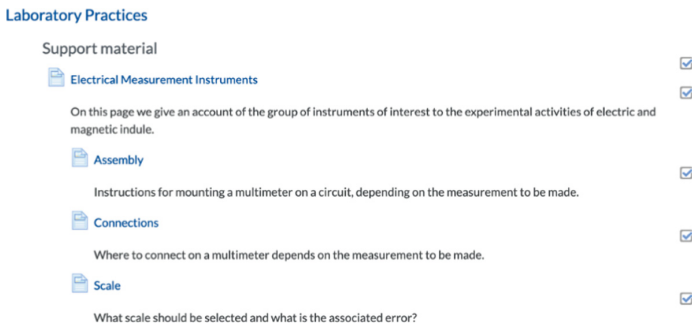 Laboratory Practices
Support material
Electrical Measurement Instruments
On this page we give an account of the group of instruments of interest to the experimental activities of electric and
magnetic indule.
Assembly
Instructions for mounting a multimeter on a circuit, depending on the measurement to be made.
Connections
Where to connect on a multimeter depends on the measurement to be made.
Scale
What scale should be selected and what is the associated error?